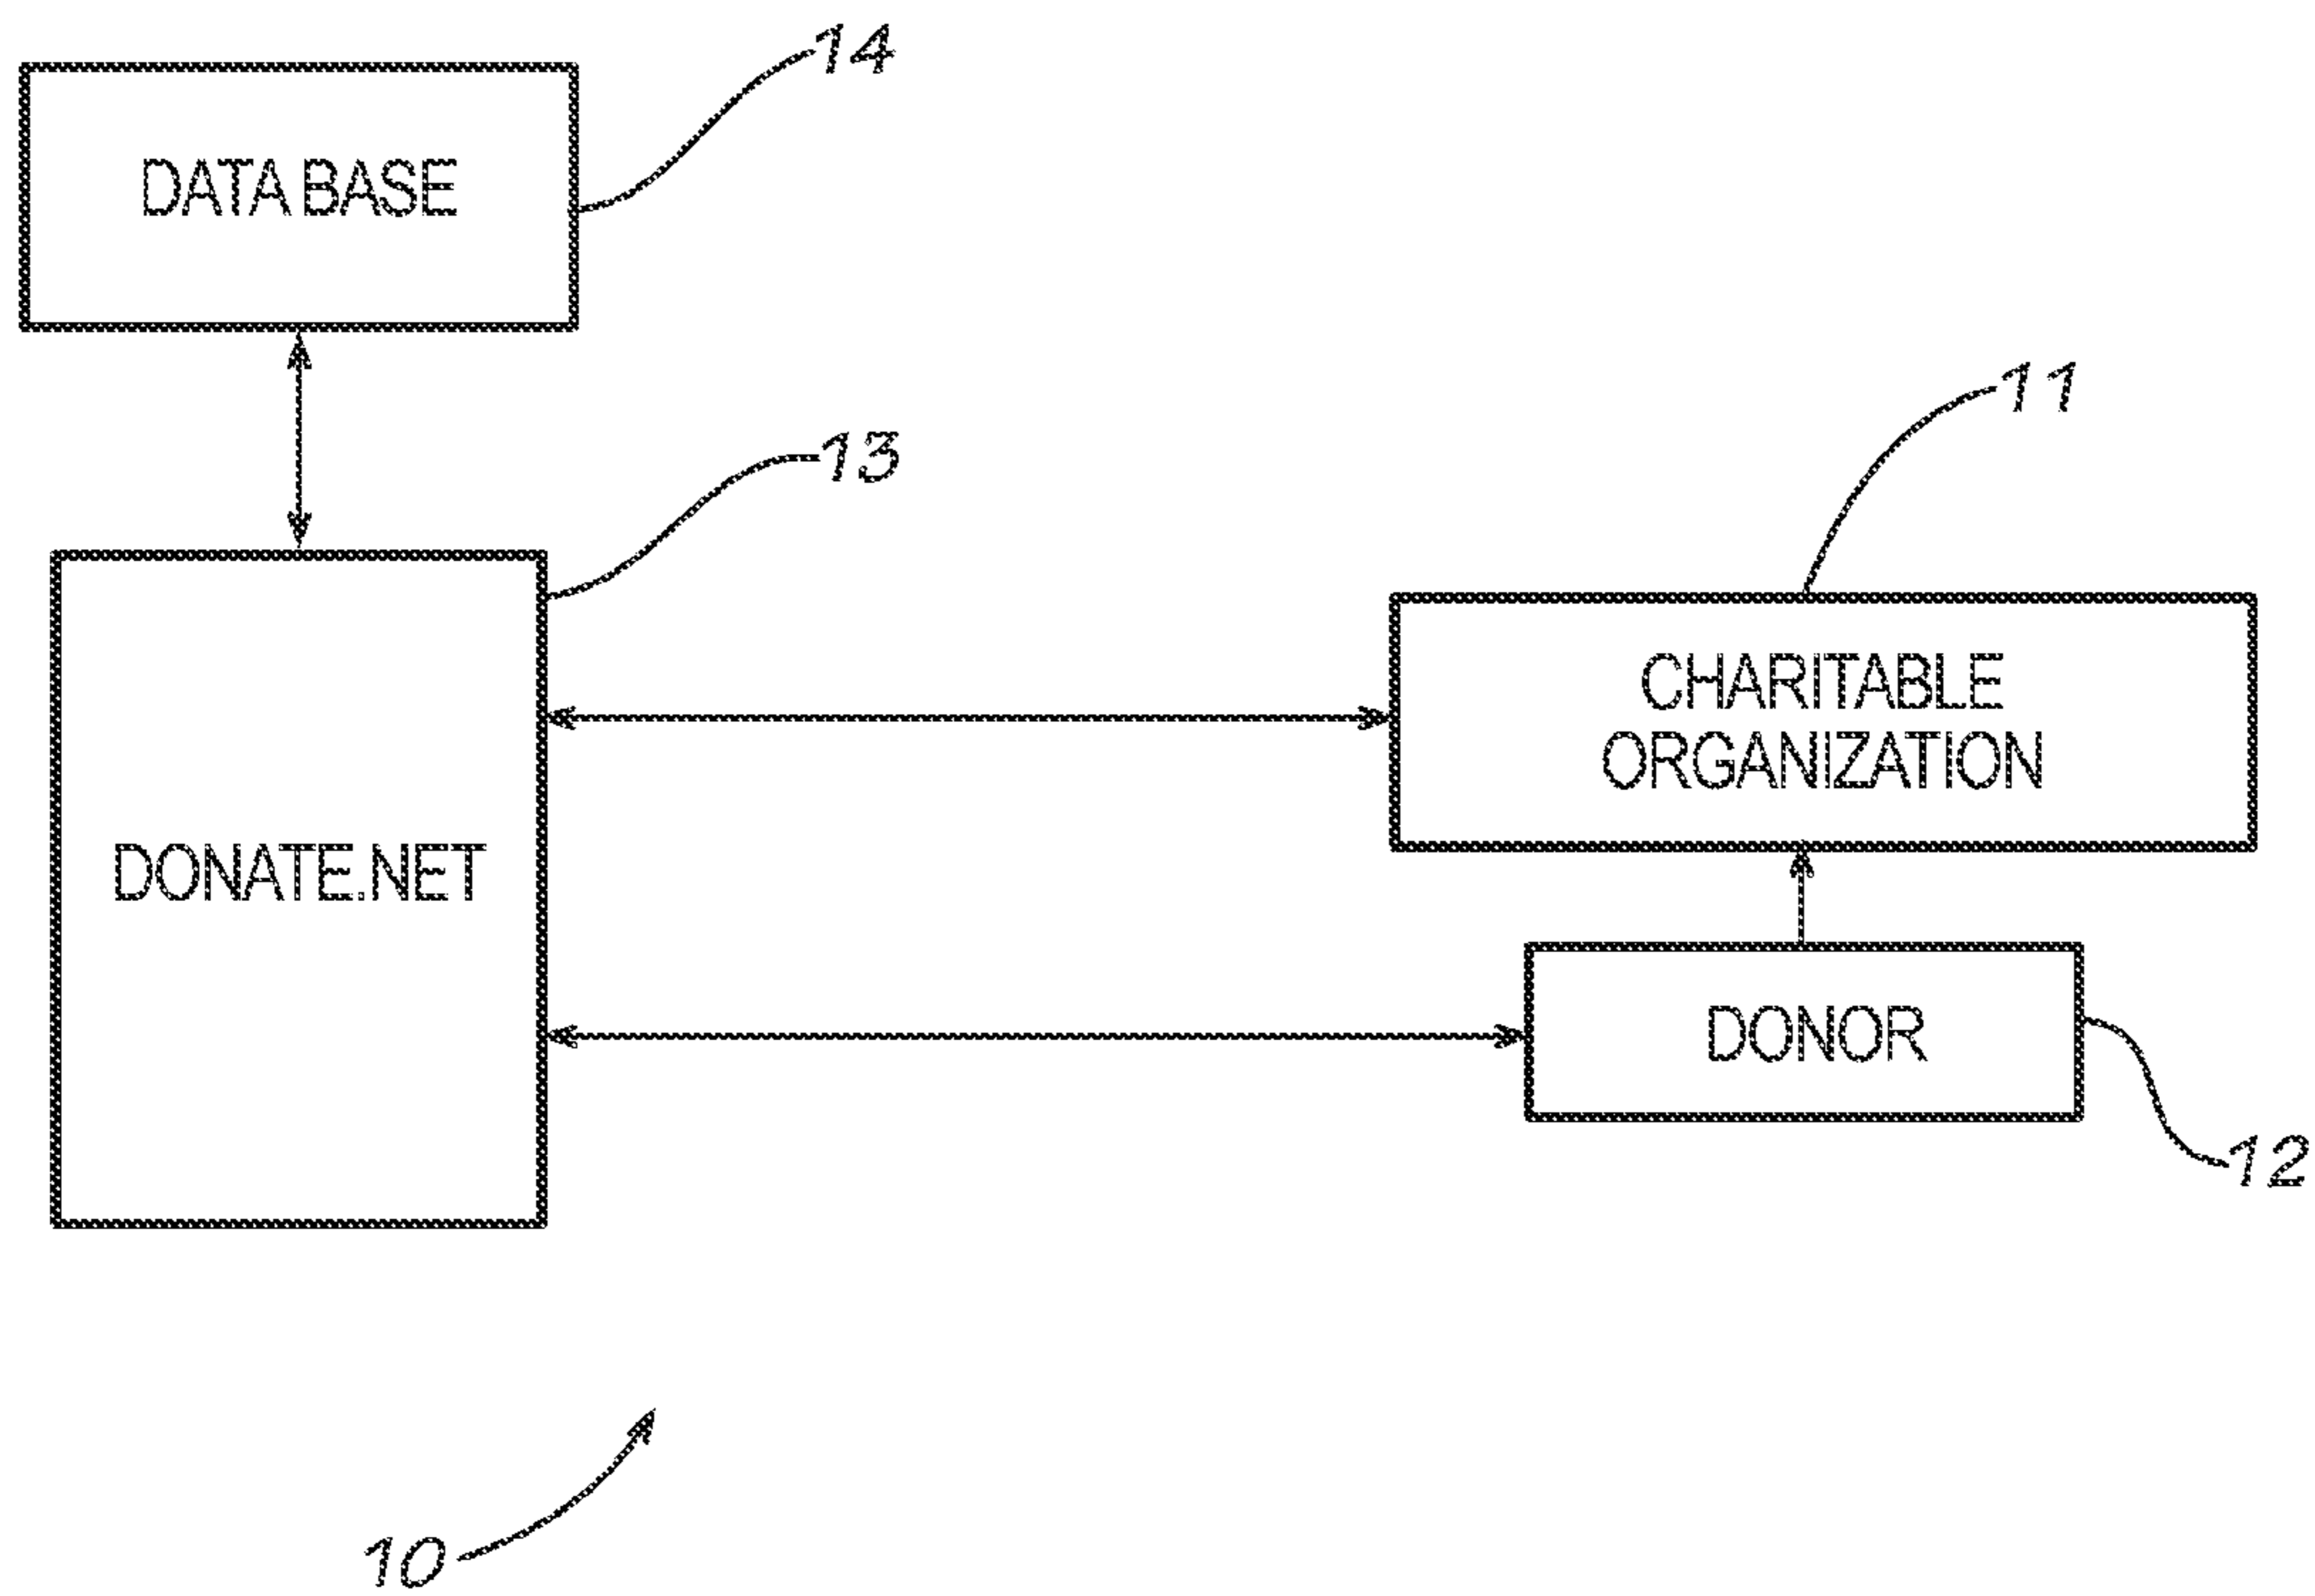 14
DATA BASE
13
11
CHARITABLE
ORGANIZATION
DONATE.NET
DONOR
12
10